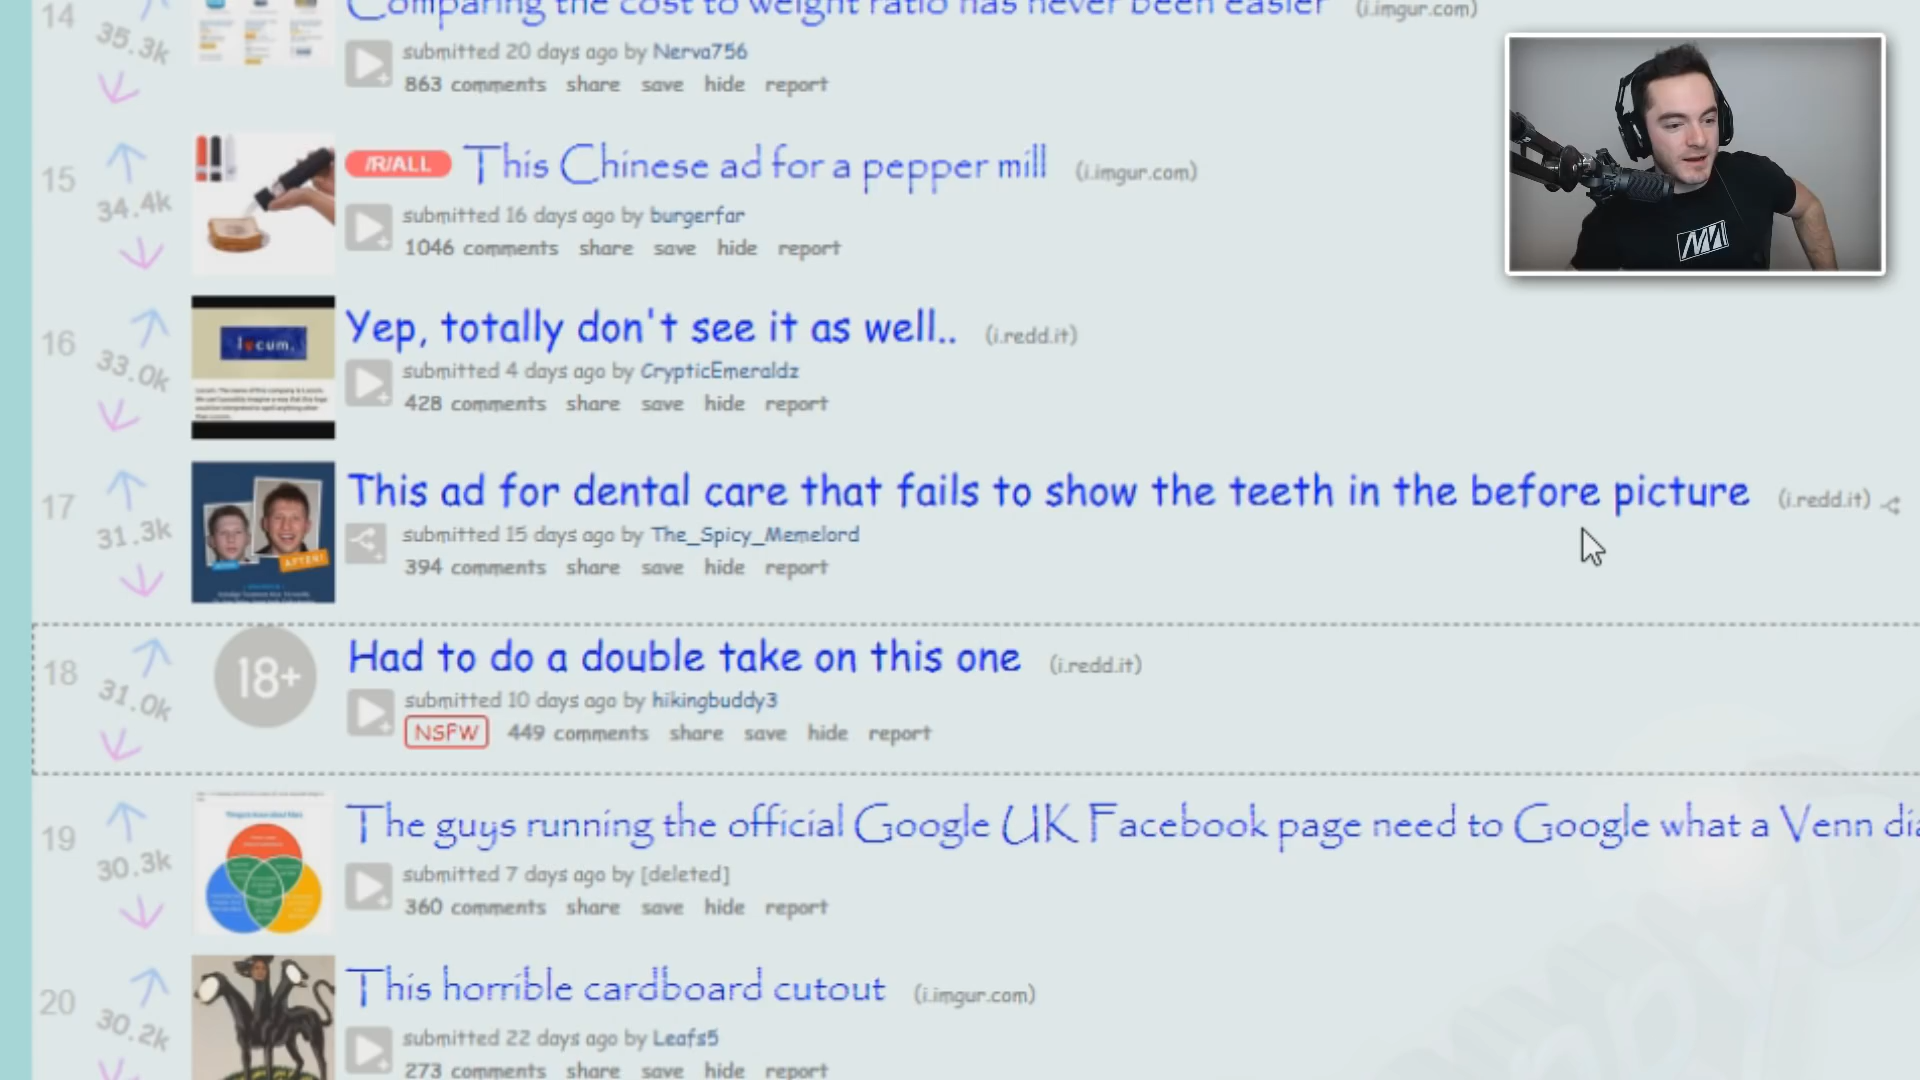 14
Comparing the cost to weight ratio has never been easier (i.imgur.com)
35.3k
submitted 20 days ago by Nerva756
863 comments share save hide report
15
/R/ALL This Chinese ad for a pepper mill (i.imgur.com)
34.4k
submitted 16 days ago by burgerfar
1046 comments share save hide report
16
Yep, totally don't see it as well.. (i.redd.it)
33.0k
locum.
submitted 4 days ago by CrypticEmeraldz
428 comments share save hide report
17
This ad for dental care that fails to show the teeth in the before picture (i.redd.it)
31.3k
AFTER!
submitted 15 days ago by The_Spicy_Memelord
394 comments share save hide report
18
18+
Had to do a double take on this one (i.redd.it)
31.0k
submitted 10 days ago by hikingbuddy3
NSFW 449 comments share save hide report
19
The guys running the official Google UK Facebook page need to Google what a Venn dia
30.3k
submitted 7 days ago by [deleted]
360 comments share save hide report
20
This horrible cardboard cutout (i.imgur.com)
30.2k
submitted 22 days ago by Leafs5
273 comments share save hide report